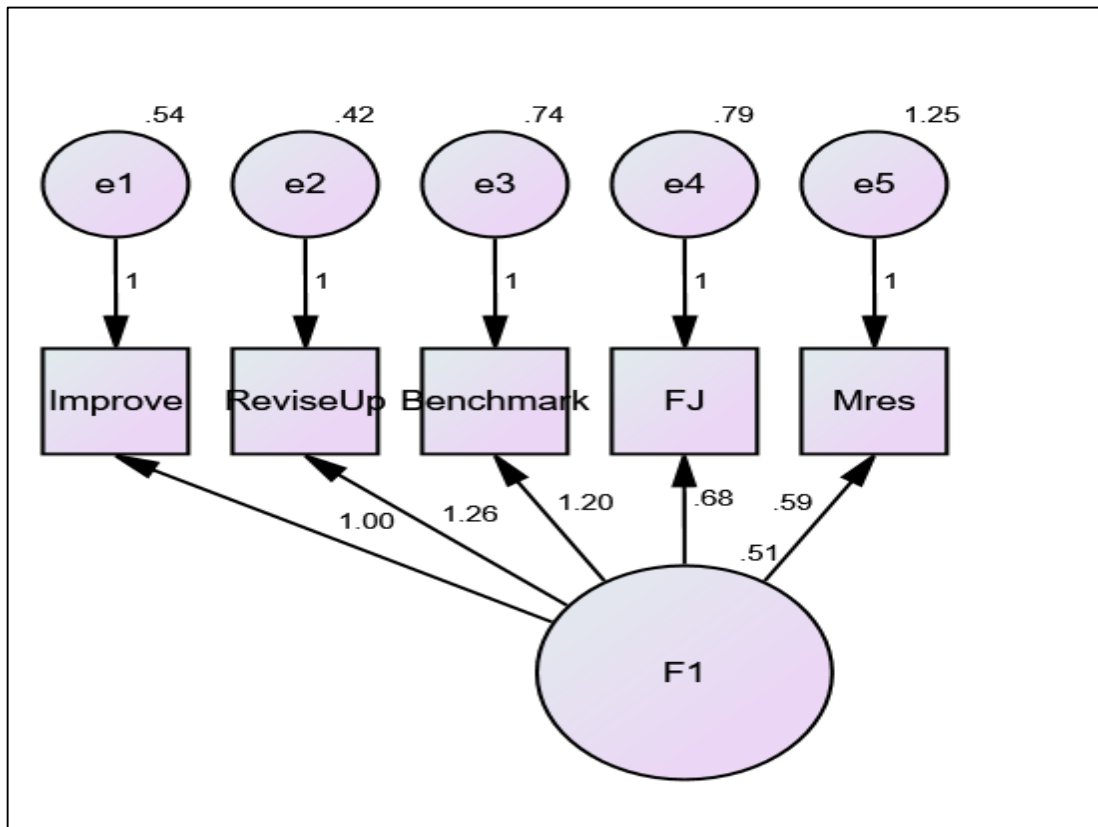 .54 .42 .74 .79 1.25
e1 e2 e3 e4 e5
1 1 1 1 1
Improve ReviseUp Benchmark FJ Mres
1.00 1.26 1.20 .68 .59
.51
F1